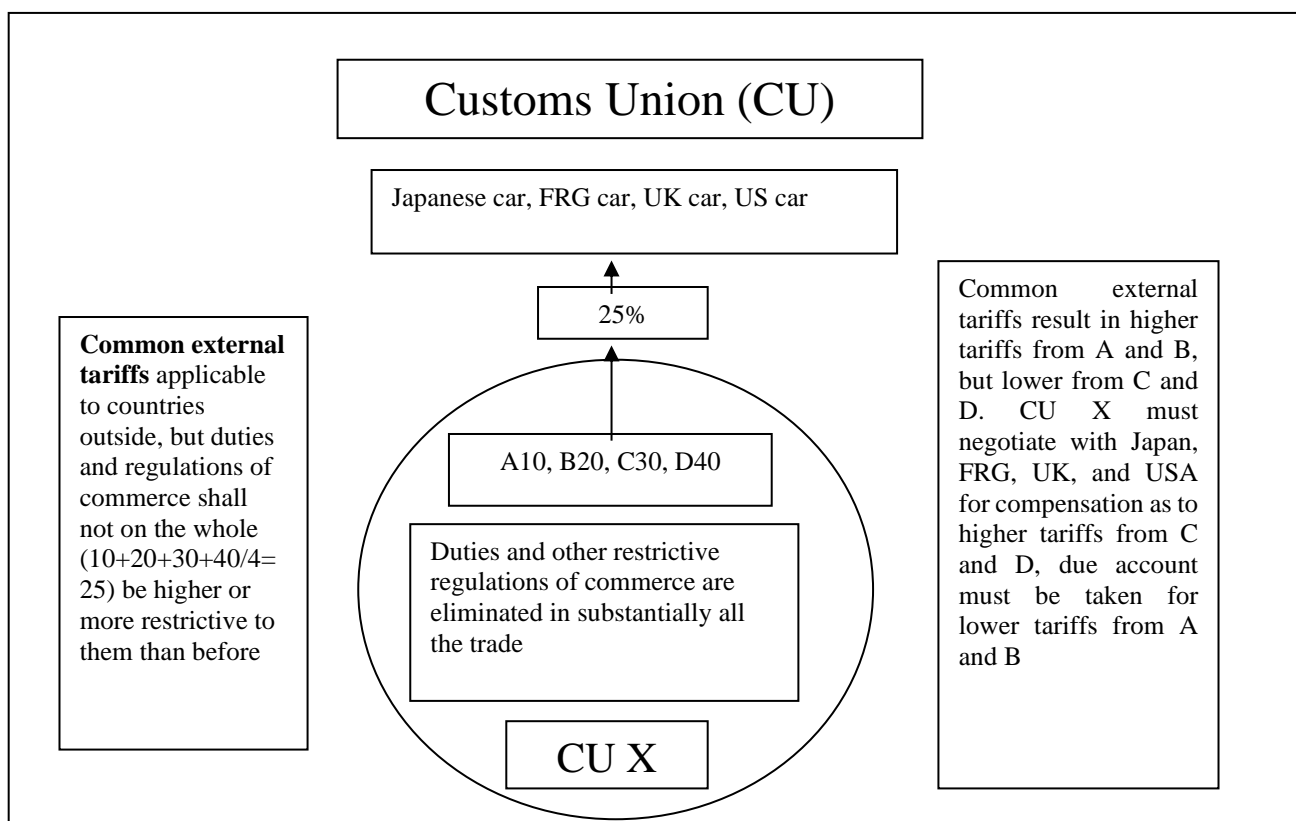 Customs Union (CU)
Japanese car, FRG car, UK car, US car
25%
Common external
tariffs applicable
to countries
outside, but duties
and regulations of
commerce shall
not on the whole
(10+20+30+40/4=
25) be higher or
more restrictive to
them than before
A10, B20, C30, D40
Duties and other restrictive
regulations of commerce are
eliminated in substantially all
the trade
CU X
Common external
tariffs result in higher
tariffs from A and B,
but lower from C and
D. CU X must
negotiate with Japan,
FRG, UK, and USA
for compensation as to
higher tariffs from C
and D, due account
must be taken for
lower tariffs from A
and B